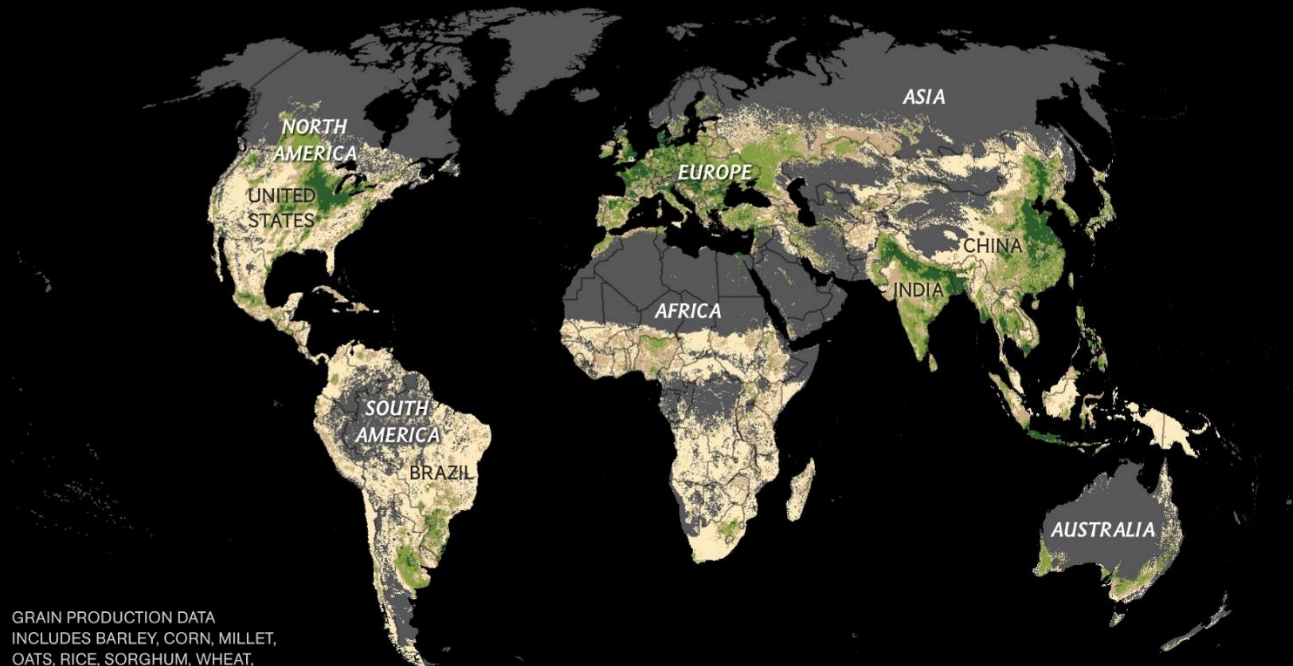 NORTH
AMERICA
UNITED
STATES
ASIA
EUROPE
CHINA
INDIA
AFRICA
SOUTH
AMERICA
BRAZIL
AUSTRALIA
GRAIN PRODUCTION DATA
INCLUDES BARLEY, CORN, MILLET,
OATS, RICE, SORGHUM, WHEAT,